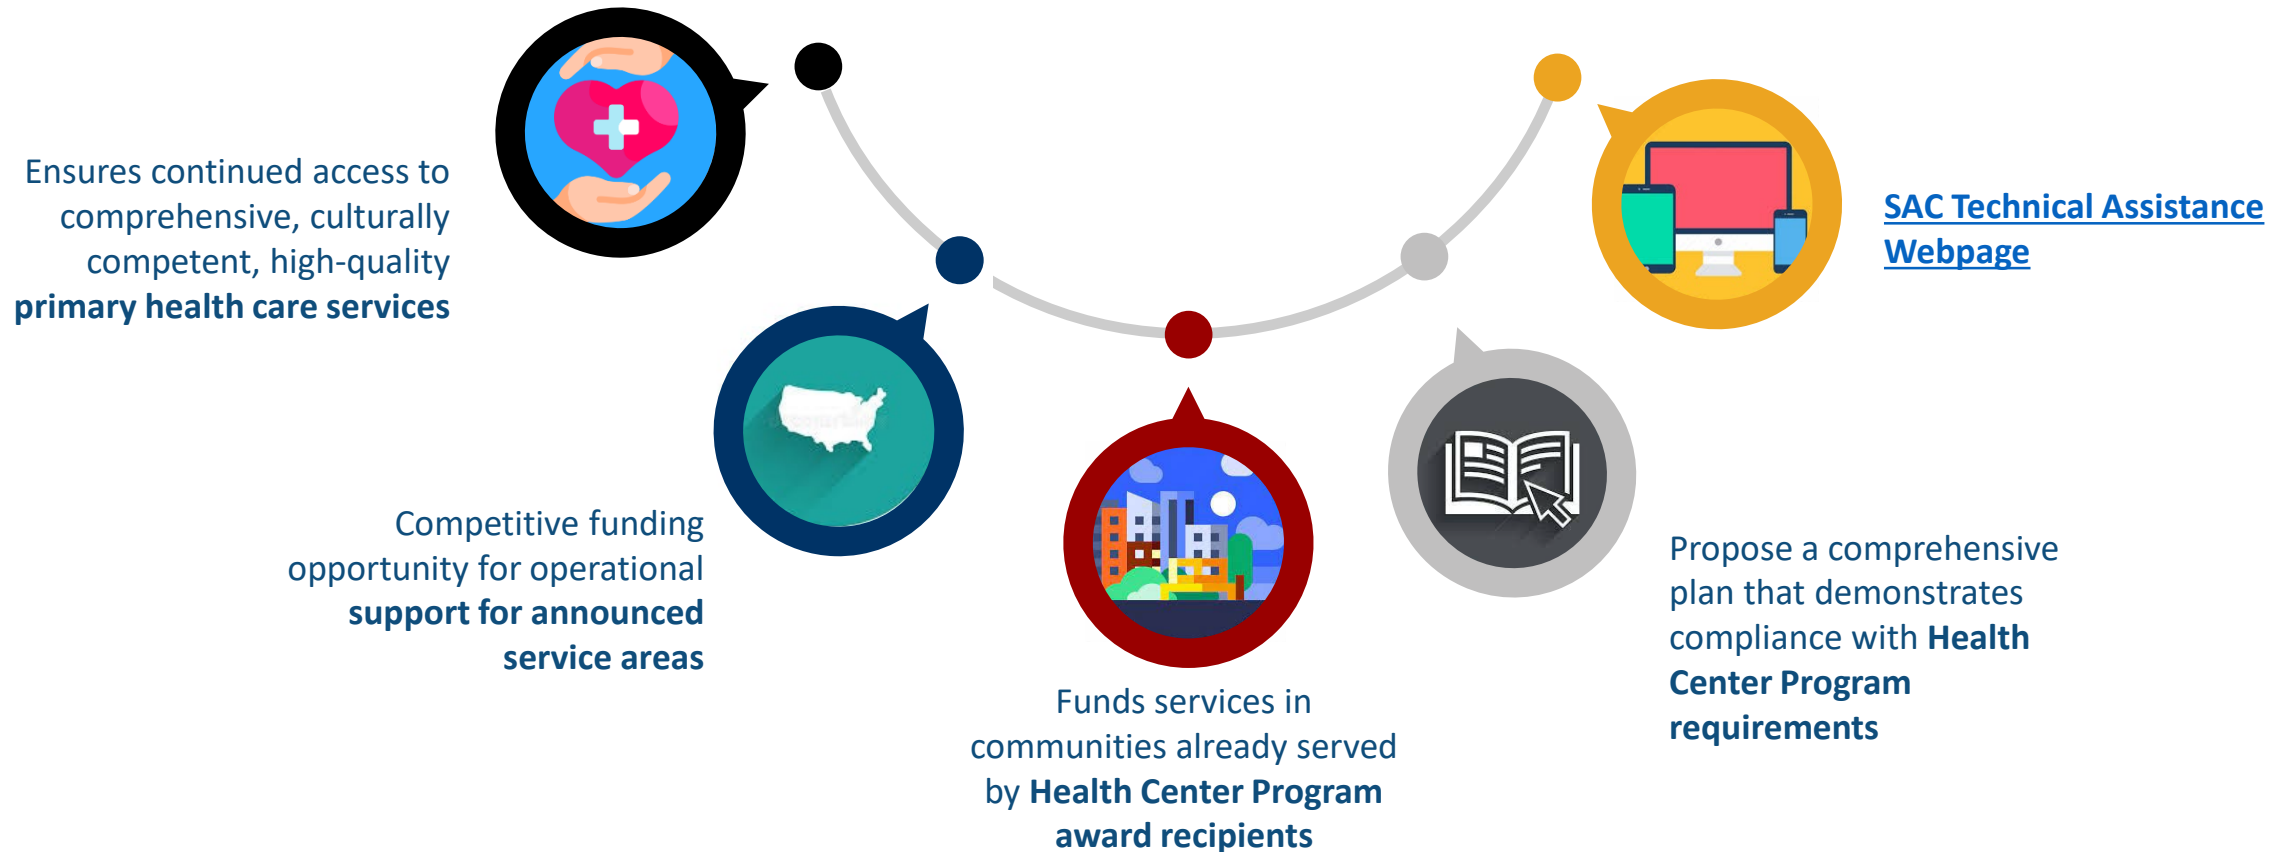 Ensures continued access to
comprehensive, culturally
competent, high-quality
primary health care services
Competitive funding
opportunity for operational
support for announced
service areas
Funds services in
communities already served
by Health Center Program
award recipients
Propose a comprehensive
plan that demonstrates
compliance with Health
Center Program
requirements
SAC Technical Assistance
Webpage